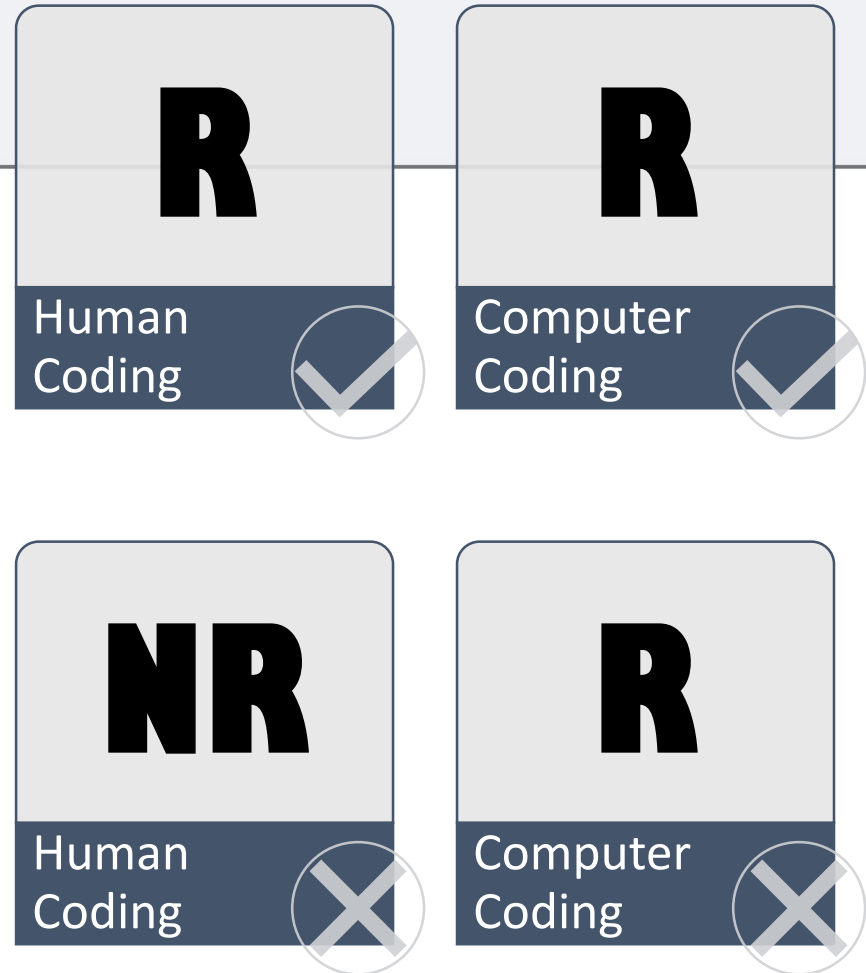 R
R
Human
Coding
Computer
Coding
NR
R
Human
Coding
Computer
Coding